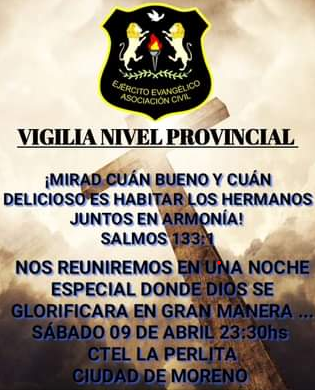 EJÉRCITO EVANGÉLICO
ASOCIACIÓN CIVIL
VIGILIA NIVEL PROVINCIAL
¡MIRAD CUÁN BUENO Y CUÁN
DELICIOSO ES HABITAR LOS HERMANOS
JUNTOS EN ARMONÍA!
SALMOS 133:1
NOS REUNIREMOS EN UNA NOCHE
ESPECIAL DONDE DIOS SE
GLORIFICARA EN GRAN MANERA ...
SÁBADO 09 DE ABRIL 23:30hs
CTEL LA PERLITA
CIUDAD DE MORENO